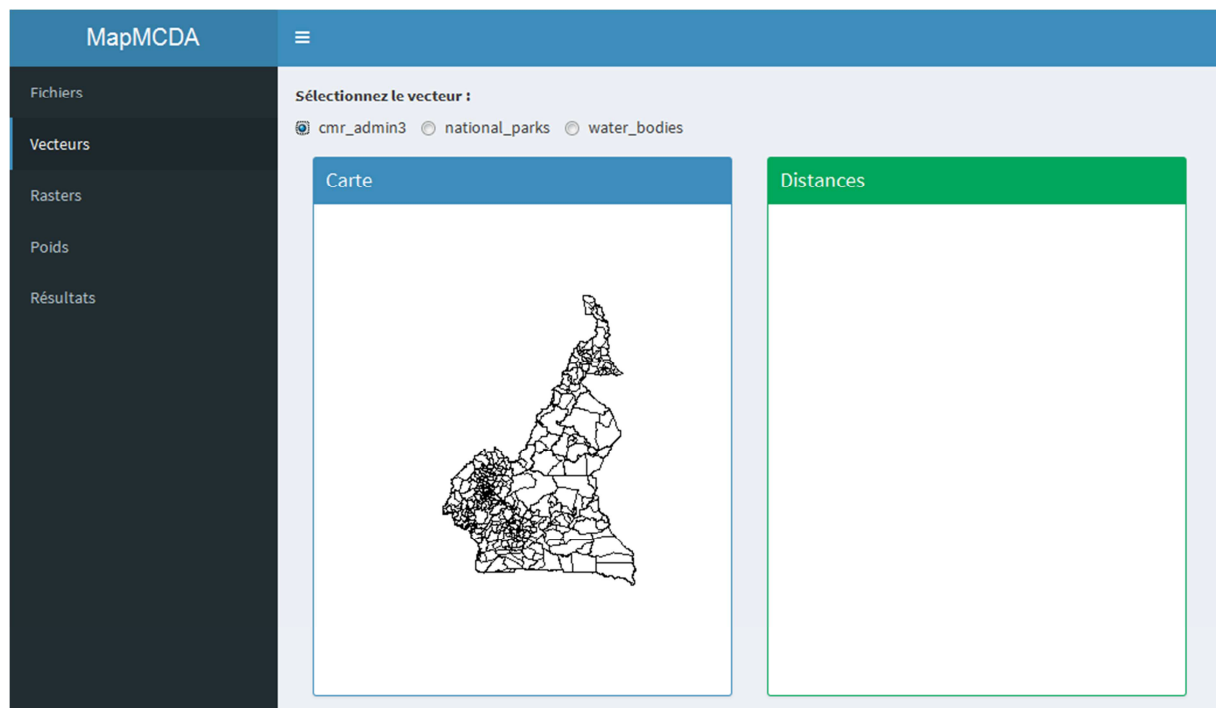 MapMCDA
Fichiers
Vecteurs
Rasters
Poids
Résultats
Sélectionnez le vecteur :
cmr_admin3 national_parks water_bodies
Carte
Distances